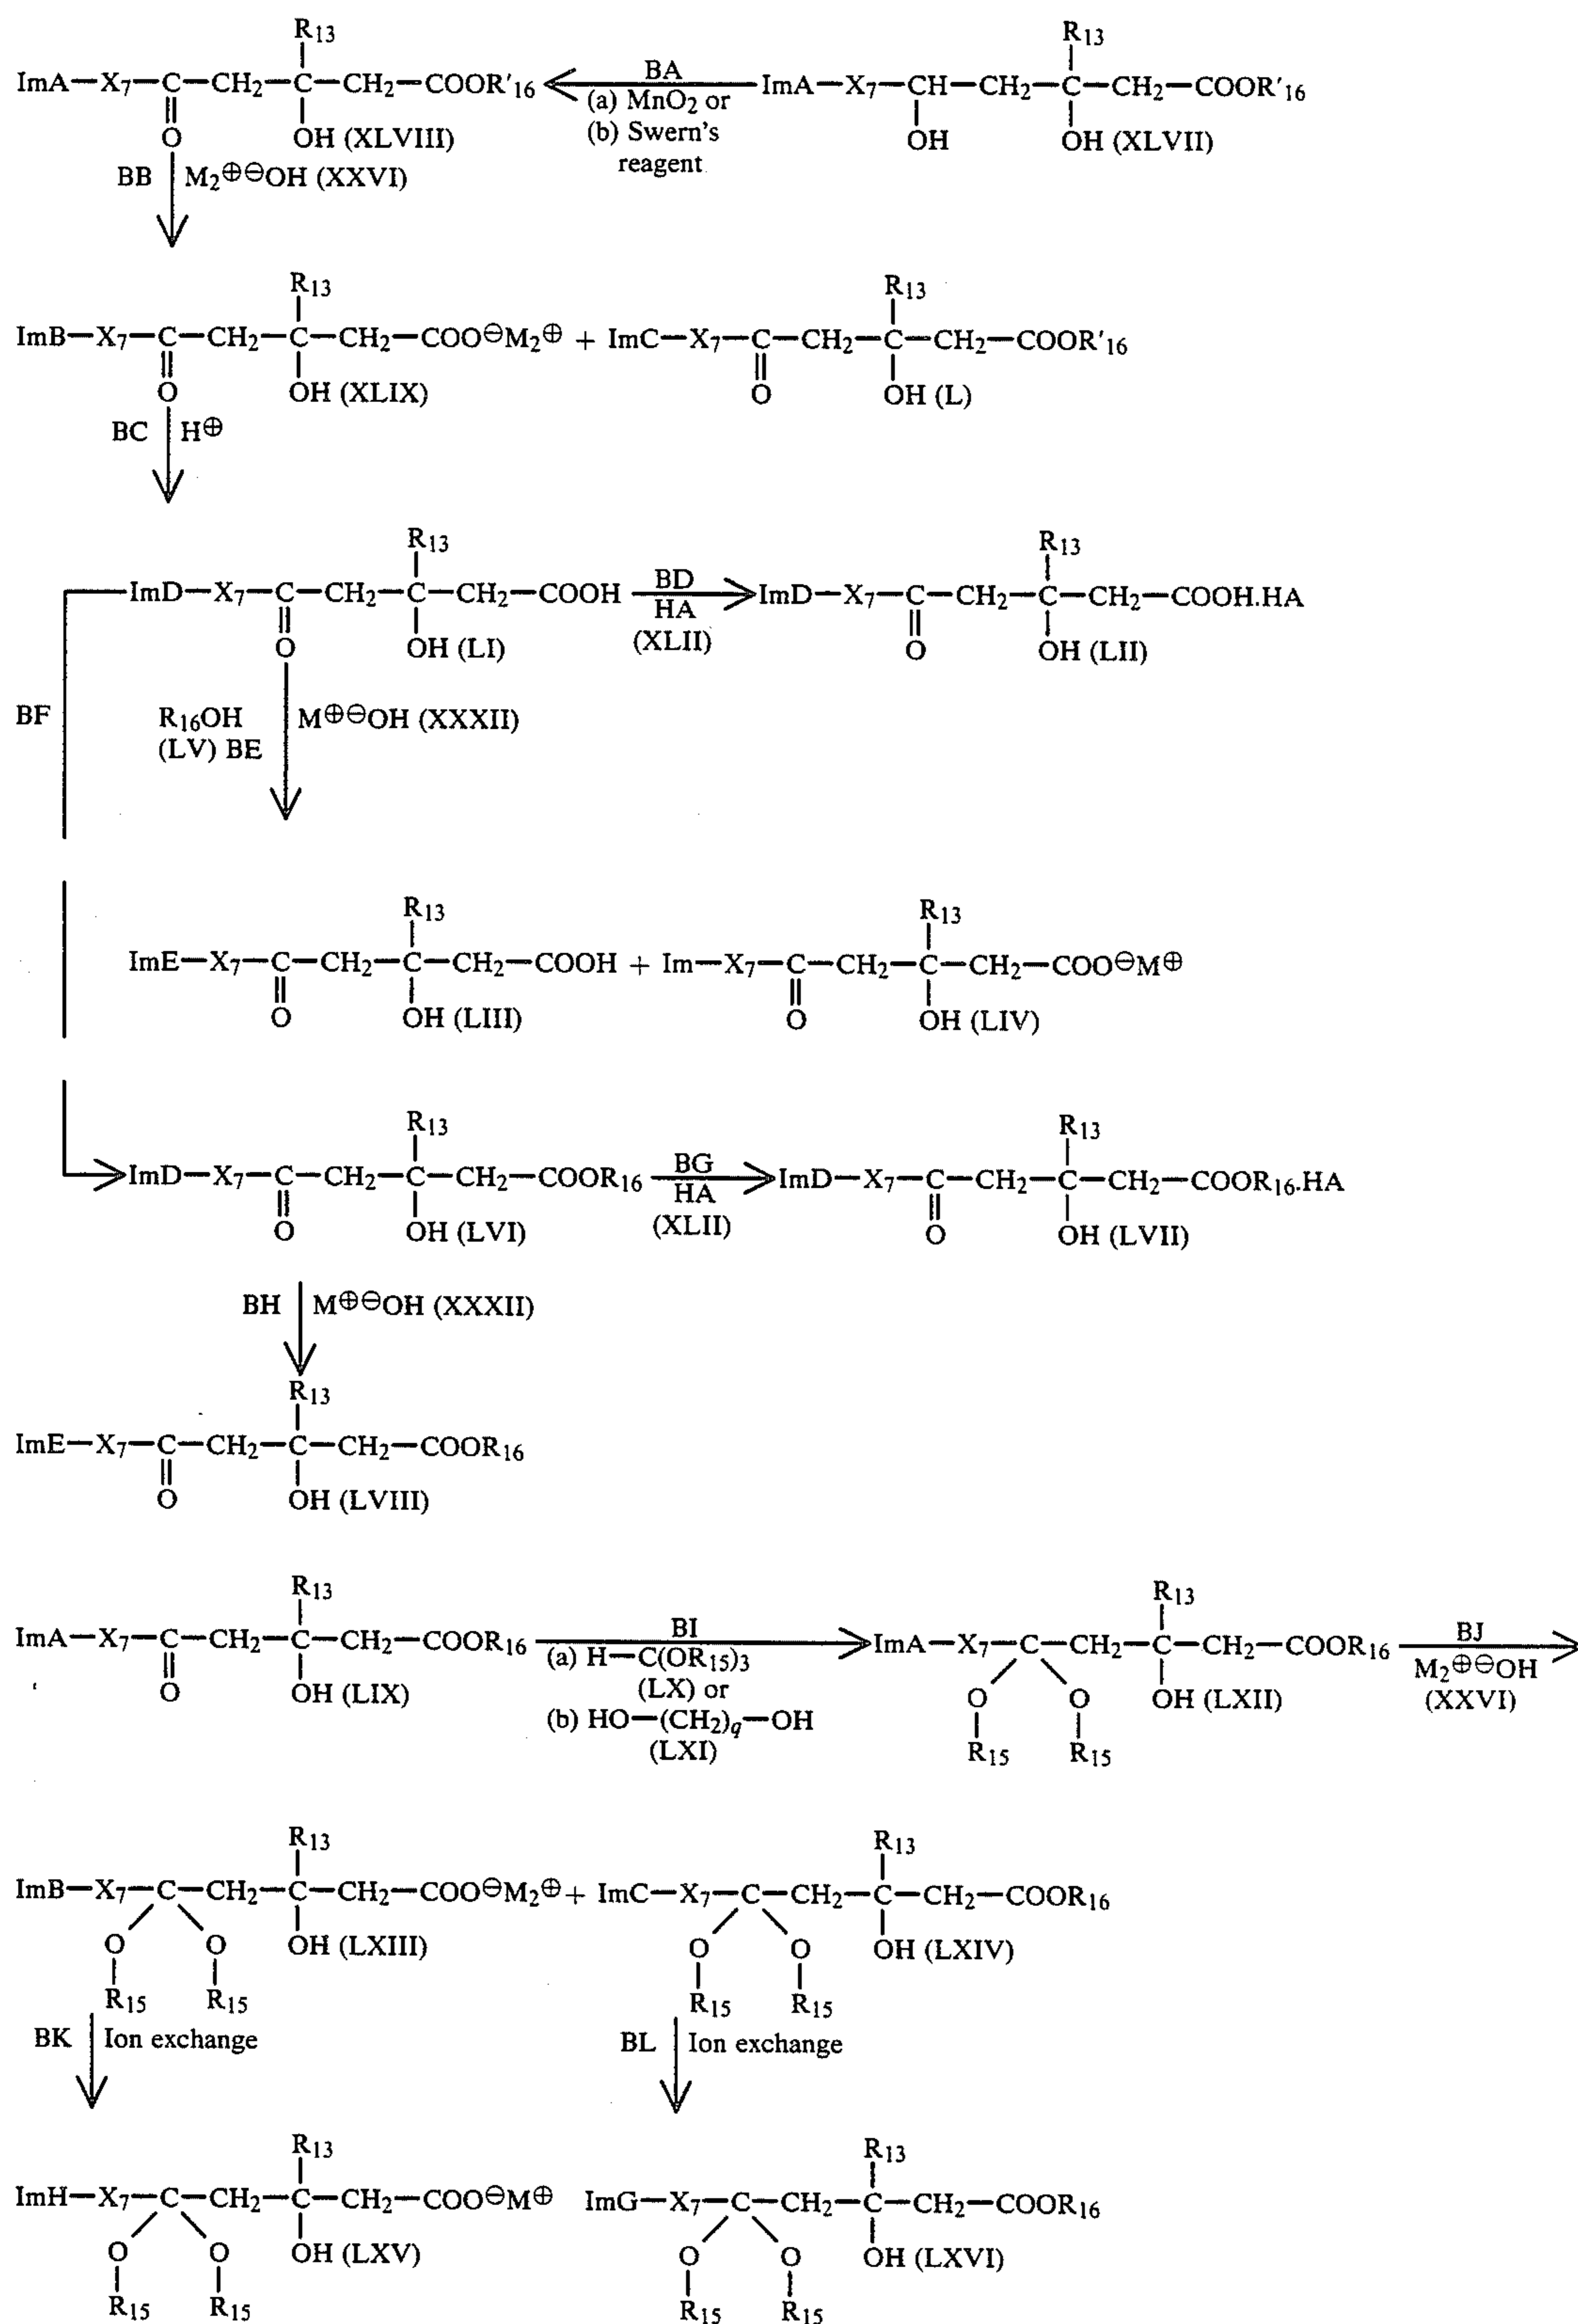 R13 R13
ImA—X7—C—CH2—C—CH2—COOR'16 BA ImA—X7—CH—CH2—C—CH2—COOR'16
(a) MnO2 or
O OH (XLVIII) (b) Swern's OH OH (XLVII)
reagent
BB M2⊕⊖OH (XXVI)
R13 R13
ImB—X7—C—CH2—C—CH2—COO⊖M2⊕ + ImC—X7—C—CH2—C—CH2—COOR'16
O OH (XLIX) O OH (L)
BC H⊕
R13 R13
ImD—X7—C—CH2—C—CH2—COOH BD ImD—X7—C—CH2—C—CH2—COOH.HA
HA
O OH (LI) (XLII) O OH (LII)
BF R16OH M⊕⊖OH (XXXII)
(LV) BE
R13 R13
ImE—X7—C—CH2—C—CH2—COOH + Im—X7—C—CH2—C—CH2—COO⊖M⊕
O OH (LIII) O OH (LIV)
R13 R13
ImD—X7—C—CH2—C—CH2—COOR16 BG ImD—X7—C—CH2—C—CH2—COOR16.HA
HA
O OH (LVI) (XLII) O OH (LVII)
BH M⊕⊖OH (XXXII)
R13
ImE—X7—C—CH2—C—CH2—COOR16
O OH (LVIII)
R13 R13
ImA—X7—C—CH2—C—CH2—COOR16 BI ImA—X7—C—CH2—C—CH2—COOR16 BJ
(a) H—C(OR15)3 M2⊕⊖OH
O OH (LIX) (LX) or O O OH (LXII) (XXVI)
(b) HO—(CH2)q—OH
(LXI) R15 R15
R13 R13
ImB—X7—C—CH2—C—CH2—COO⊖M2⊕ + ImC—X7—C—CH2—C—CH2—COOR16
O O OH (LXIII) O O OH (LXIV)
R15 R15 R15 R15
BK Ion exchange BL Ion exchange
R13 R13
ImH—X7—C—CH2—C—CH2—COO⊖M⊕ ImG—X7—C—CH2—C—CH2—COOR16
O O OH (LXV) O O OH (LXVI)
R15 R15 R15 R15